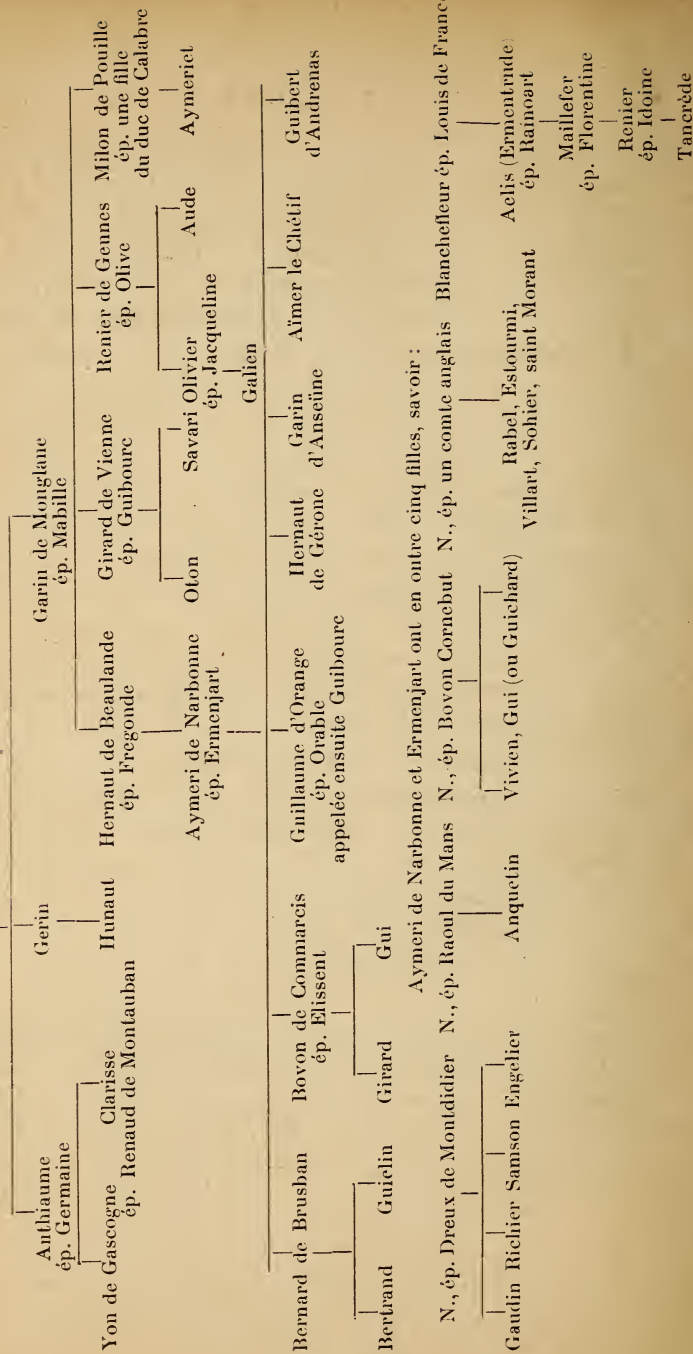 Anthiaume
ép. Germaine
Gerin
Garin de Monglane
ép. Mabille
Yon de Gascogne
Clarisse
ép. Renaud de Montauban
Hunaut
Hernaut de Beaulande
ép. Fregonde
Girard de Vienne
ép. Guibourc
Renier de Gennes
ép. Olive
Milon de Pouille
ép. une fille
du duc de Calabre
Aymeri de Narbonne
ép. Ermenjart
Oton
Savari
Olivier
ép. Jacqueline
Aude
Aymeriet
Galien
Bernard de Brusban
Bovon de Commarcis
ép. Elissent
Guillaume d'Orange
ép. Orable
appelée ensuite Guibourc
Hernaut
de Gérone
Garin
d'Anseüne
Aïmer le Chétif
Guibert
d'Andrenas
Bertrand
Guielin
Girard
Gui
Aymeri de Narbonne et Ermenjart ont en outre cinq filles, savoir :
N., ép. Dreux de Montdidier
N., ép. Raoul du Mans
N., ép. Bovon Cornebut
N., ép. un comte anglais
Blanchefleur ép. Louis de Franc
Gaudin
Richier
Samson
Engelier
Anquetin
Vivien, Gui (ou Guichard)
Rabel, Estourmi,
Villart, Sohier, saint Morant
Aelis (Ermentrude
ép. Rainoart
Maillefer
ép. Florentine
Renier
ép. Idoine
Tancrède